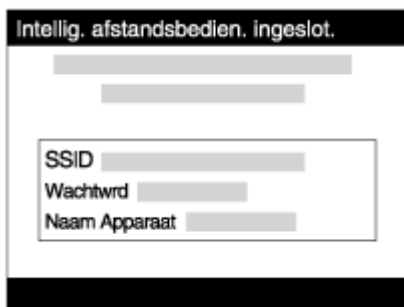 Intellig. afstandsbedien. ingeslot.
SSID
Wachtwrd
Naam Apparaat